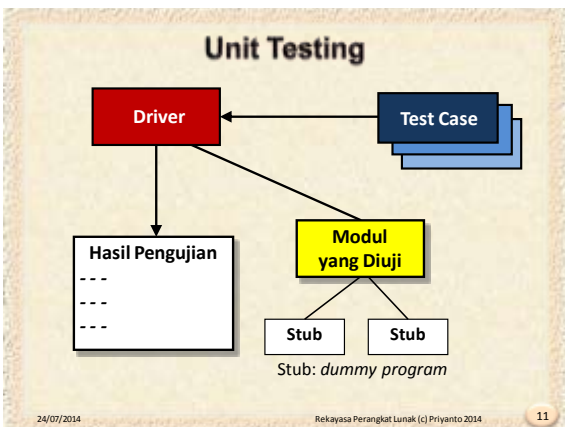 Unit Testing
Driver
Test Case
Hasil Pengujian
- - -
- - -
- - -
Modul
yang Diuji
Stub
Stub
Stub: dummy program
24/07/2014
Rekayasa Perangkat Lunak (c) Priyanto 2014
11